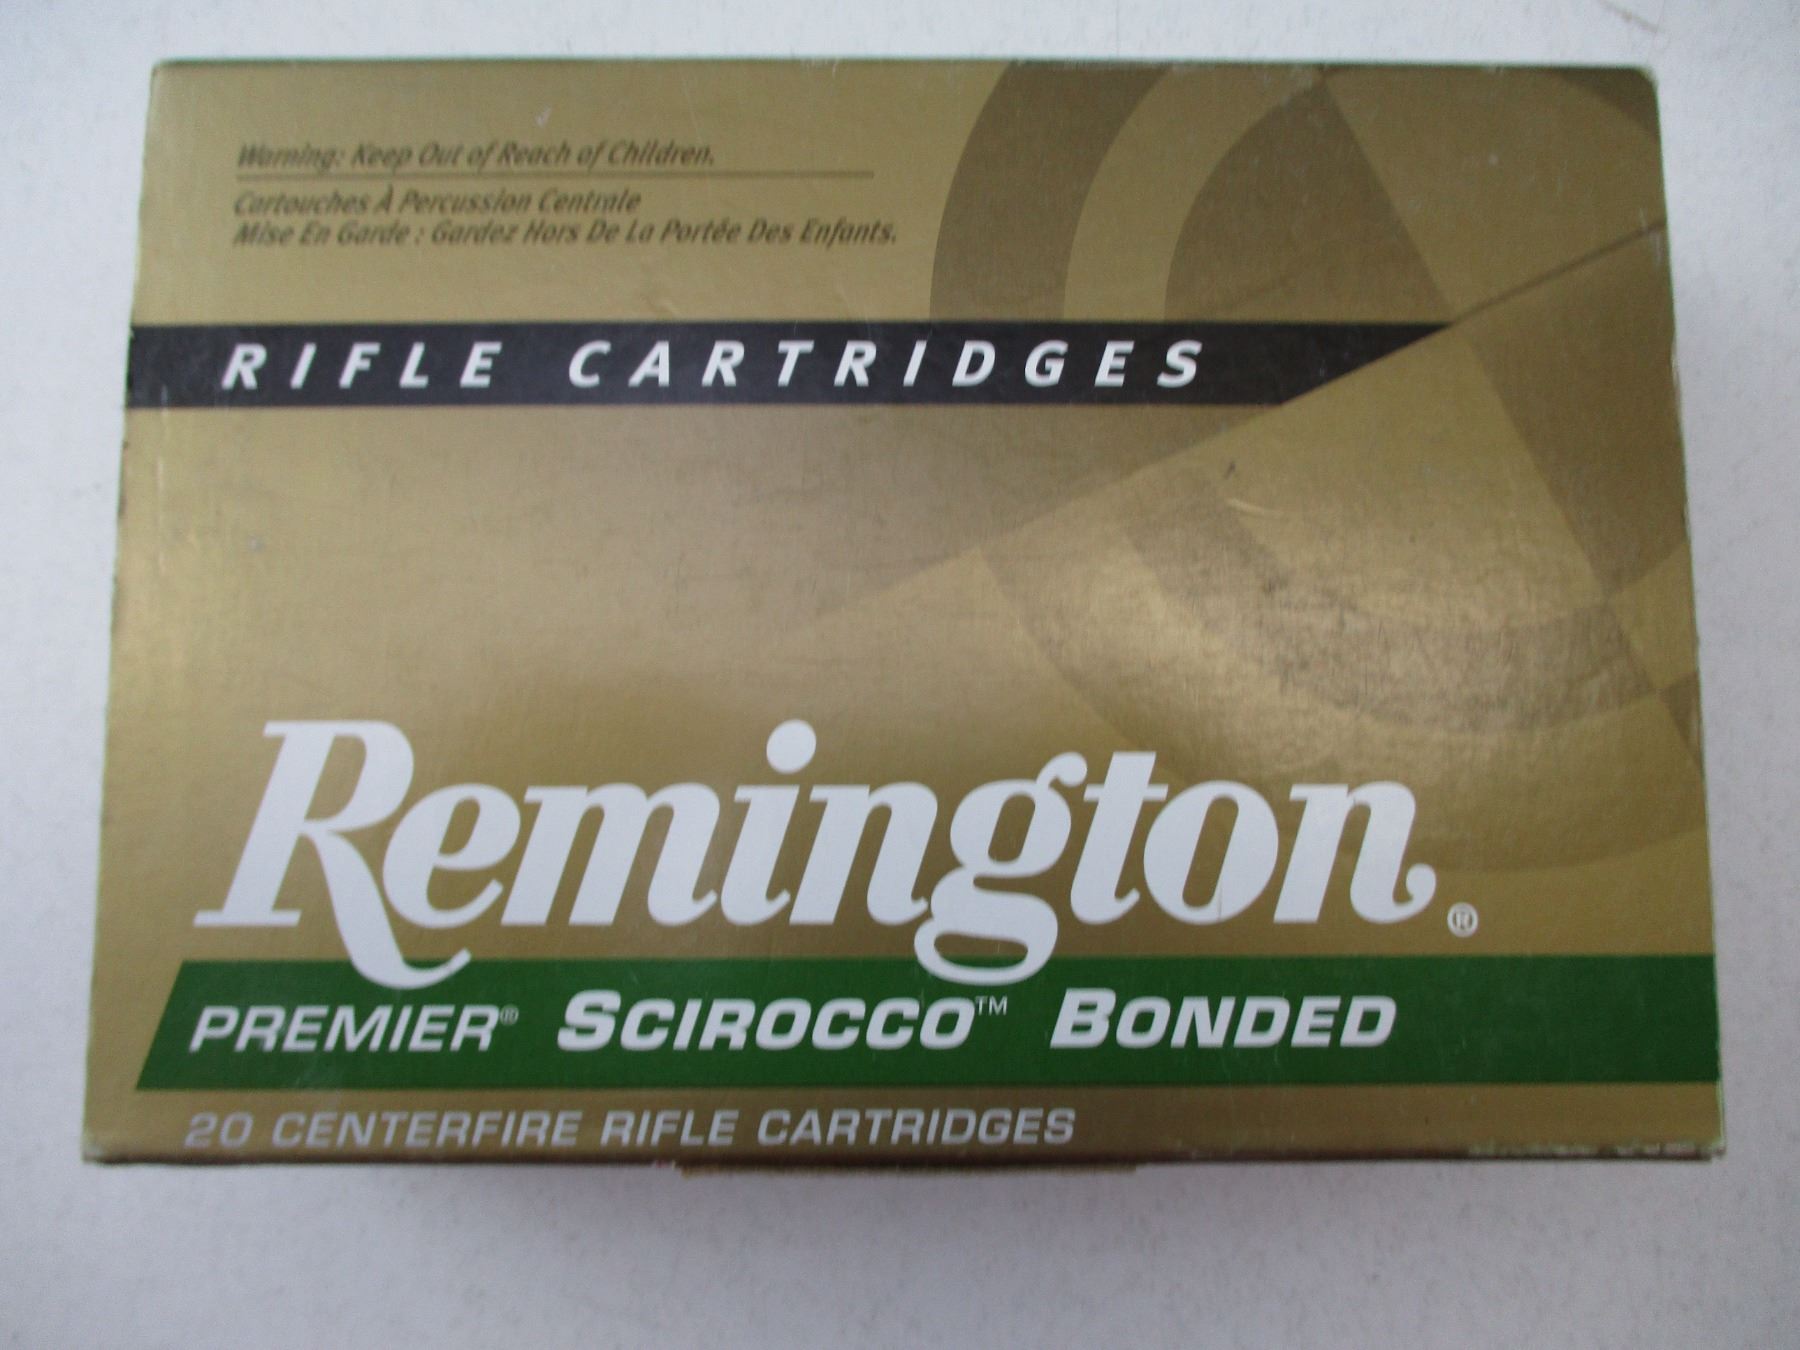 Warning: Keep Out of Reach of Children.
Cartouches À Percussion Centrale
Mise En Garde : Gardez Hors De La Portée Des Enfants.
RIFLE CARTRIDGES
Remington®
PREMIER® SCIROCCO™ BONDED
20 CENTERFIRE RIFLE CARTRIDGES